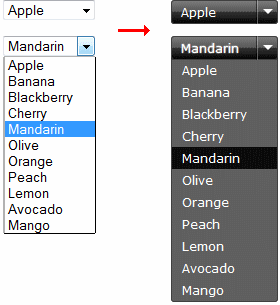 Apple
Mandarin
Apple
Banana
Blackberry
Cherry
Mandarin
Olive
Orange
Peach
Lemon
Avocado
Mango
Apple
Mandarin
Apple
Banana
Blackberry
Cherry
Mandarin
Olive
Orange
Peach
Lemon
Avocado
Mango